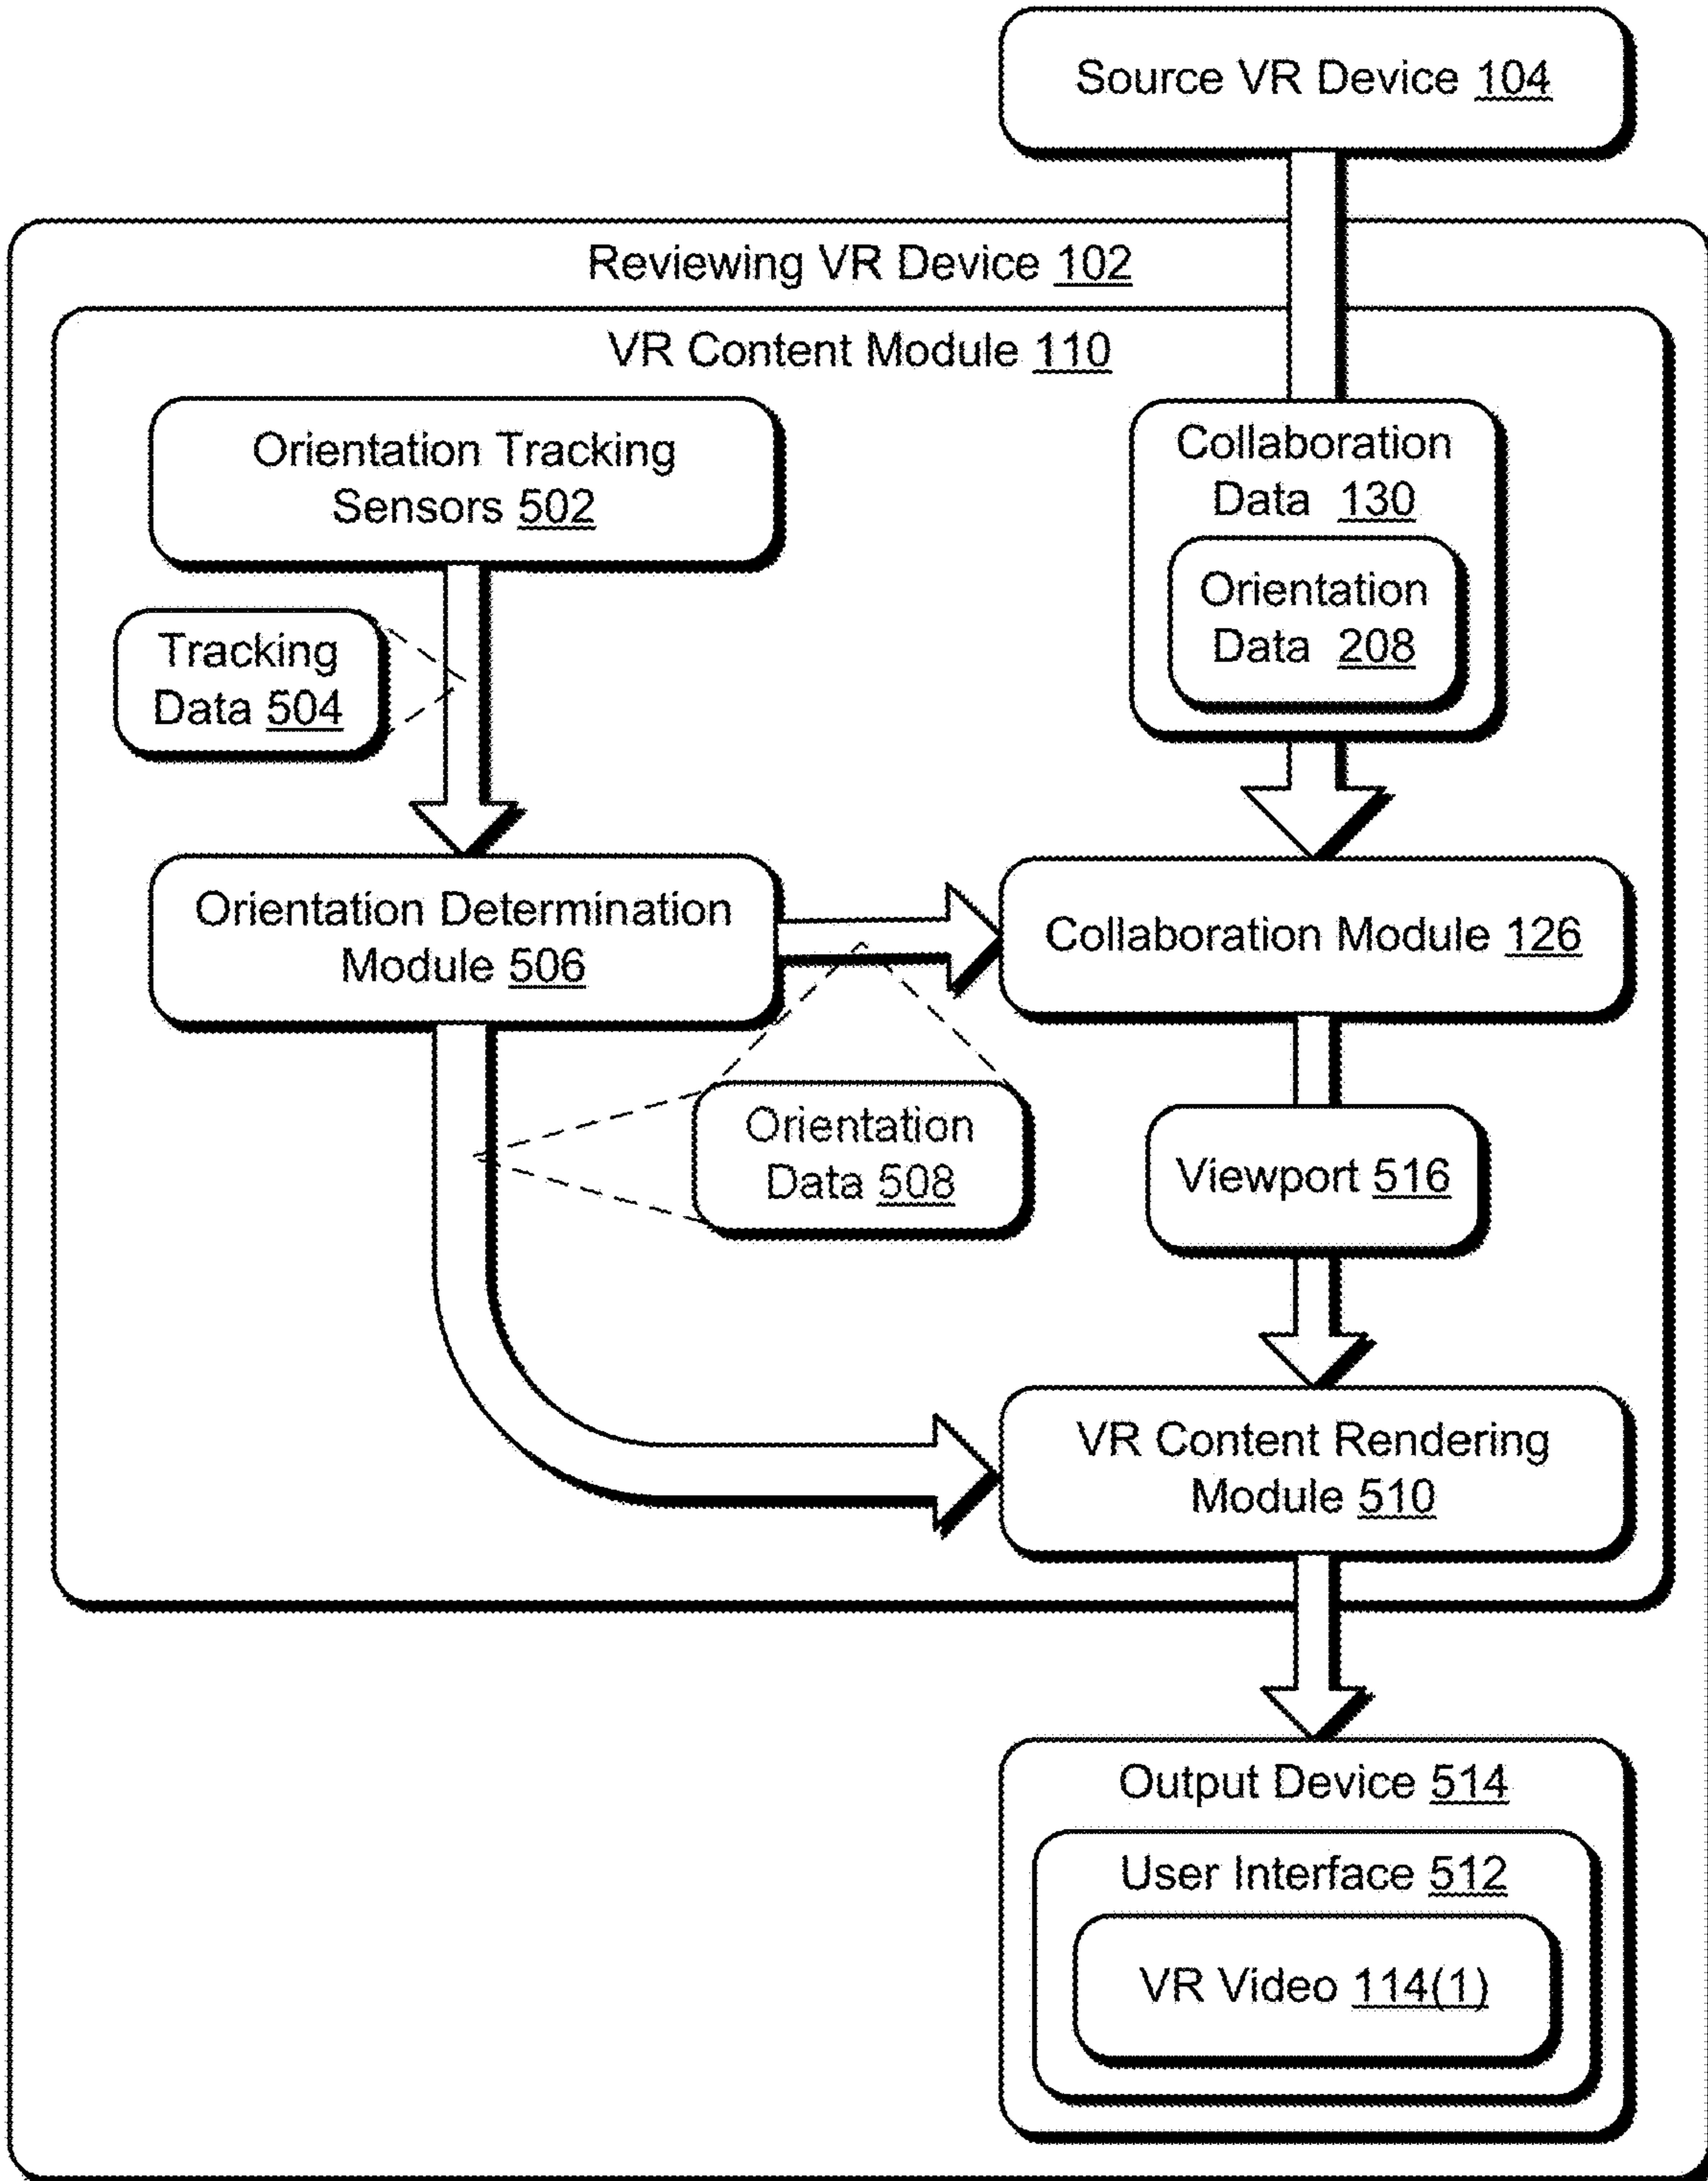 Source VR Device 104
Reviewing VR Device 102
VR Content Module 110
Orientation Tracking
Sensors 502
Collaboration
Data 130
Orientation
Data 208
Tracking
Data 504
Orientation Determination
Module 506
Collaboration Module 126
Orientation
Data 508
Viewport 516
VR Content Rendering
Module 510
Output Device 514
User Interface 512
VR Video 114(1)